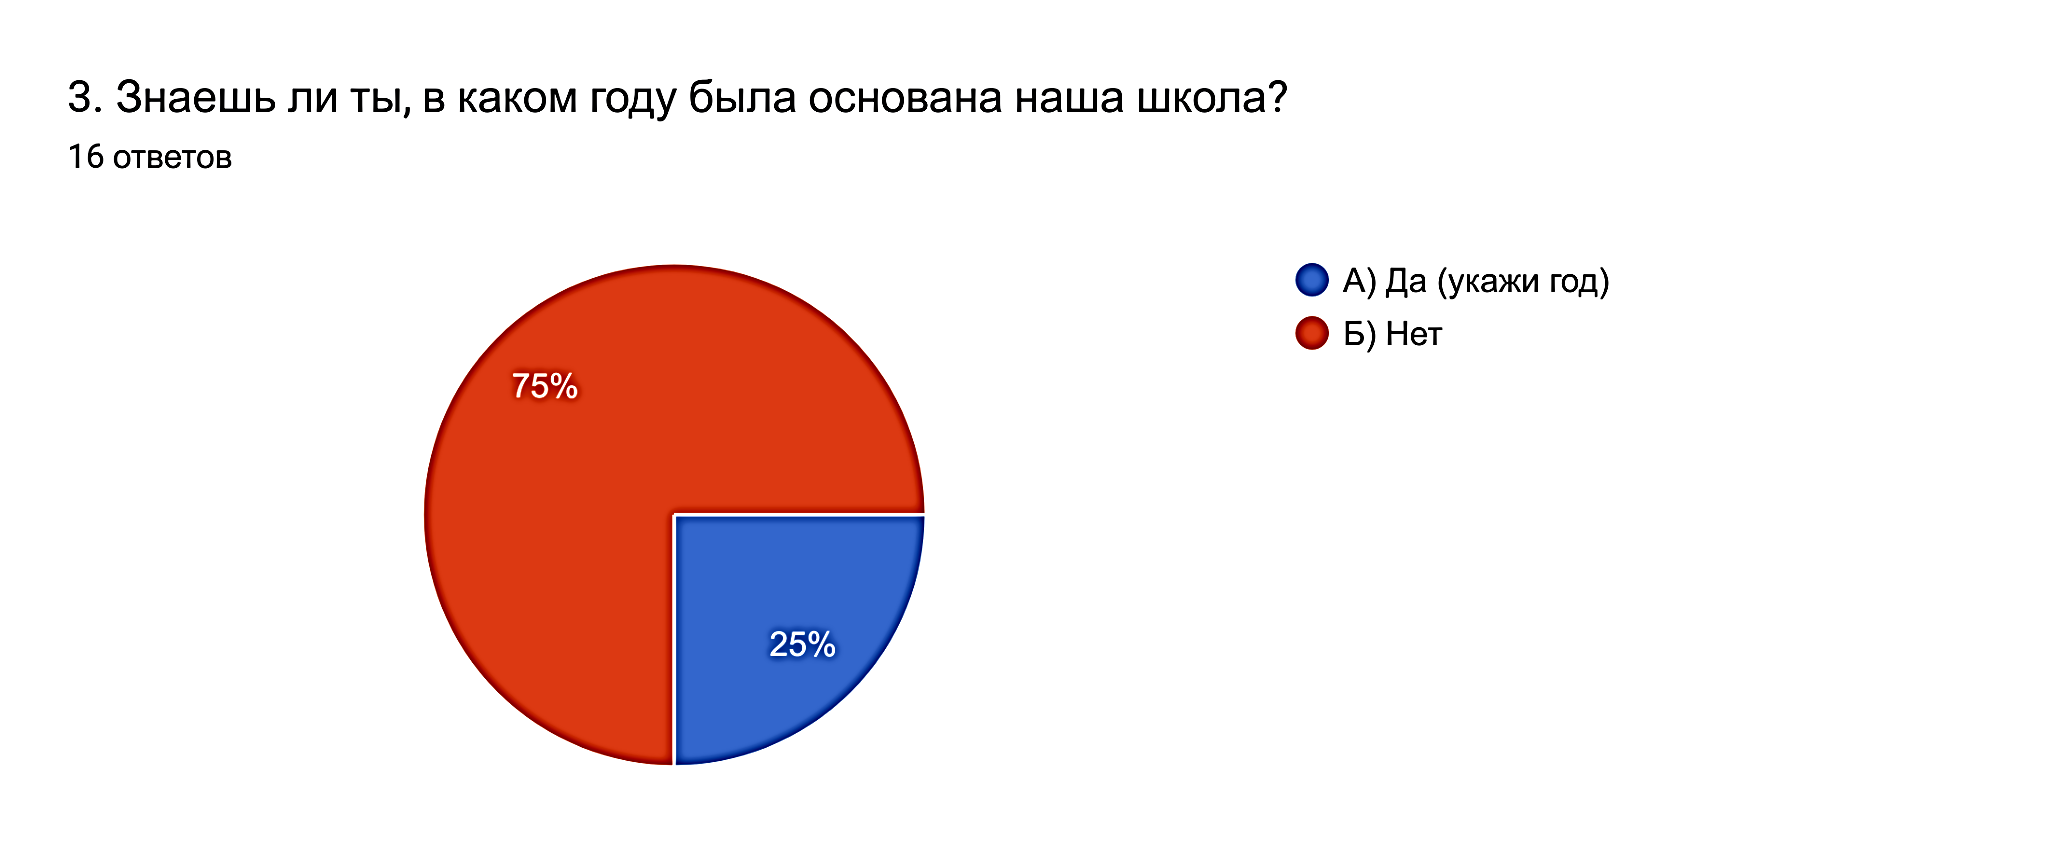 3. Знаешь ли ты, в каком году была основана наша школа?
16 ответов
А) Да (укажи год)
Б) Нет
75%
25%